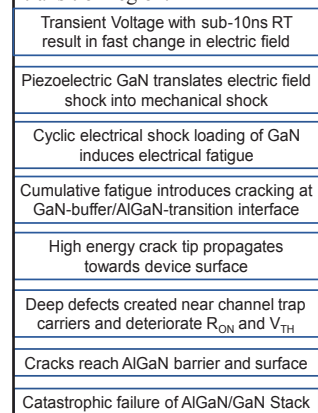 Transient Voltage with sub-10ns RT
result in fast change in electric field
Piezoelectric GaN translates electric field
shock into mechanical shock
Cyclic electrical shock loading of GaN
induces electrical fatigue
Cumulative fatigue introduces cracking at
GaN-buffer/AlGaN-transition interface
High energy crack tip propagates
towards device surface
Deep defects created near channel trap
carriers and deteriorate RON and VTH
Cracks reach AlGaN barrier and surface
Catastrophic failure of AlGaN/GaN Stack